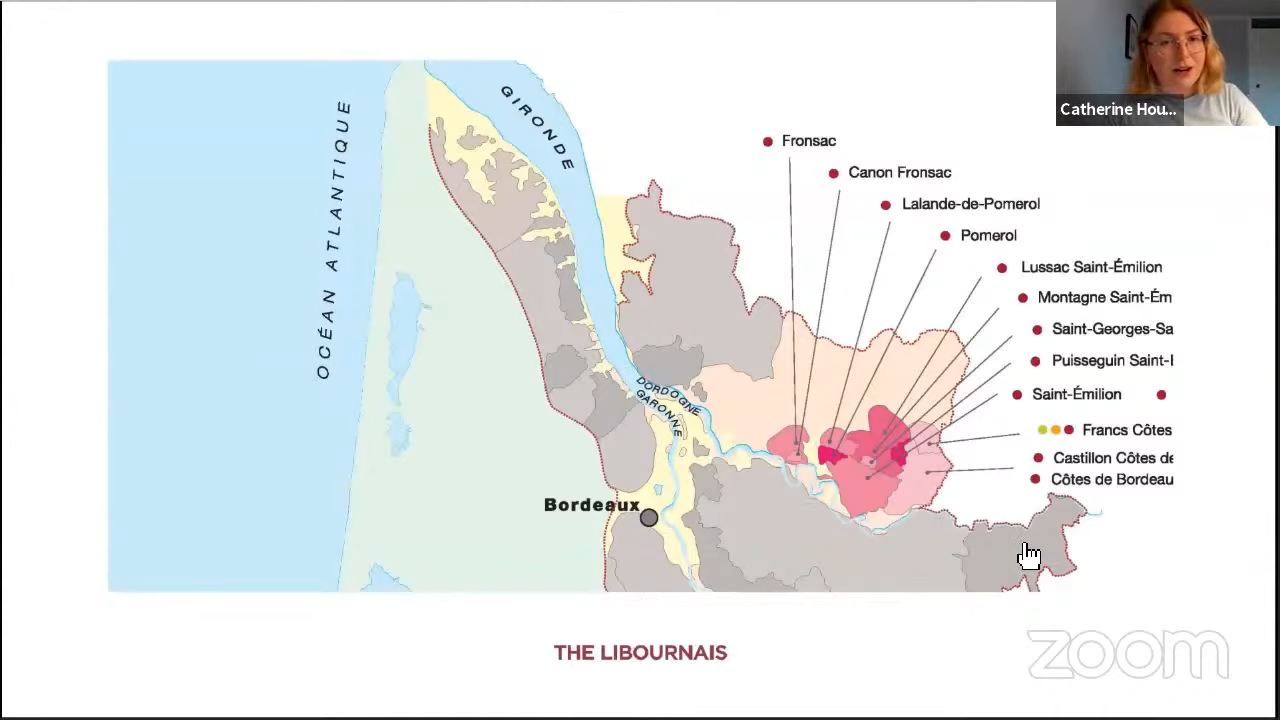 Catherine Hou...
GIRONDE
OCÉAN ATLANTIQUE
Fronsac
Canon Fronsac
Lalande-de-Pomerol
Pomerol
Lussac Saint-Émilion
Montagne Saint-Ém
Saint-Georges-Sa
Puisseguin Saint-I
Saint-Émilion
DORDOGNE
GARONNE
Francs Côtes
Castillon Côtes de
Côtes de Bordeau
Bordeaux
THE LIBOURNAIS
zoom